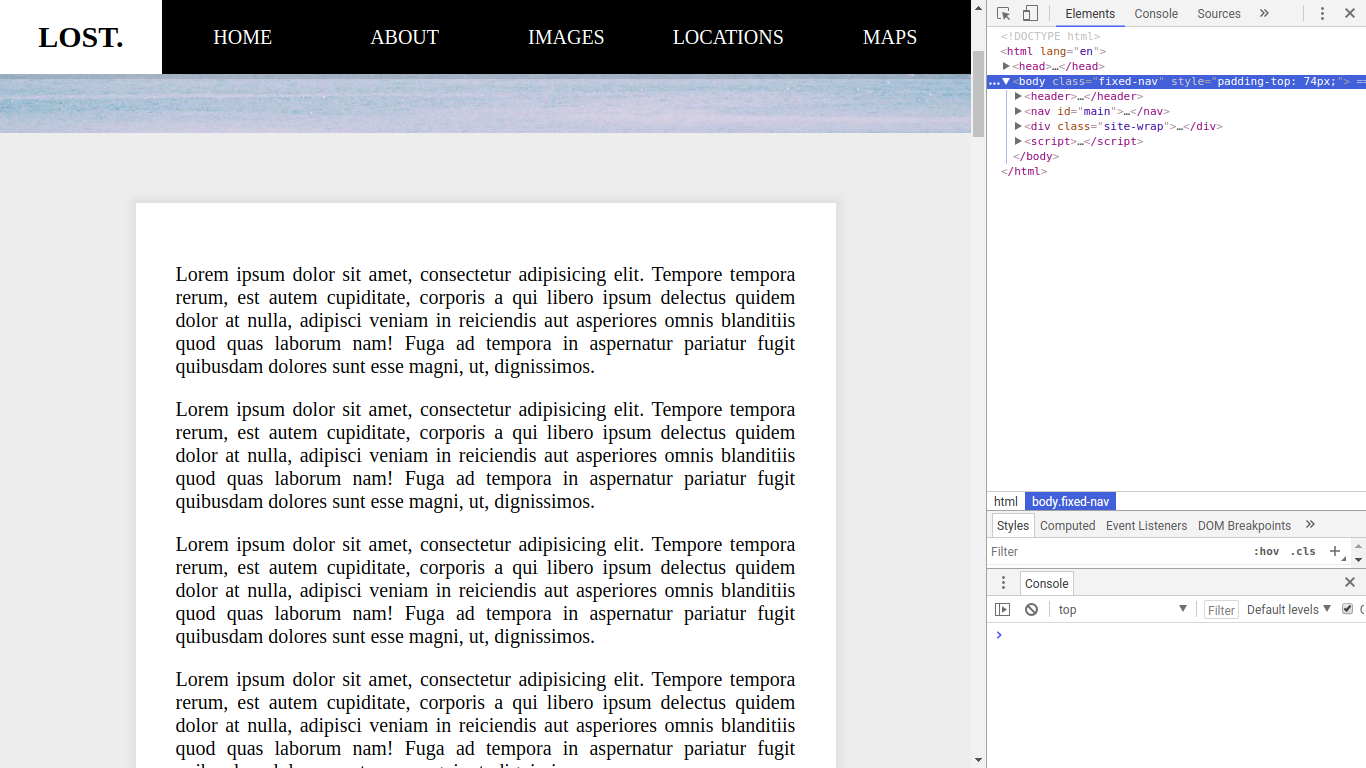 LOST. HOME ABOUT IMAGES LOCATIONS MAPS
Lorem ipsum dolor sit amet, consectetur adipisicing elit. Tempore tempora
rerum, est autem cupiditate, corporis a qui libero ipsum delectus quidem
dolor at nulla, adipisci veniam in reiciendis aut asperiores omnis blanditiis
quod quas laborum nam! Fuga ad tempora in aspernatur pariatur fugit
quibusdam dolores sunt esse magni, ut, dignissimos.
Lorem ipsum dolor sit amet, consectetur adipisicing elit. Tempore tempora
rerum, est autem cupiditate, corporis a qui libero ipsum delectus quidem
dolor at nulla, adipisci veniam in reiciendis aut asperiores omnis blanditiis
quod quas laborum nam! Fuga ad tempora in aspernatur pariatur fugit
quibusdam dolores sunt esse magni, ut, dignissimos.
Lorem ipsum dolor sit amet, consectetur adipisicing elit. Tempore tempora
rerum, est autem cupiditate, corporis a qui libero ipsum delectus quidem
dolor at nulla, adipisci veniam in reiciendis aut asperiores omnis blanditiis
quod quas laborum nam! Fuga ad tempora in aspernatur pariatur fugit
quibusdam dolores sunt esse magni, ut, dignissimos.
Lorem ipsum dolor sit amet, consectetur adipisicing elit. Tempore tempora
rerum, est autem cupiditate, corporis a qui libero ipsum delectus quidem
dolor at nulla, adipisci veniam in reiciendis aut asperiores omnis blanditiis
quod quas laborum nam! Fuga ad tempora in aspernatur pariatur fugit
Elements Console Sources »
<!DOCTYPE html>
<html lang="en">
<head>…</head>
…<body class="fixed-nav" style="padding-top: 74px;"> ==
<header>…</header>
<nav id="main">…</nav>
<div class="site-wrap">…</div>
<script>…</script>
</body>
</html>
html body.fixed-nav
Styles Computed Event Listeners DOM Breakpoints »
Filter :hov .cls +
Console
top Filter Default levels
>